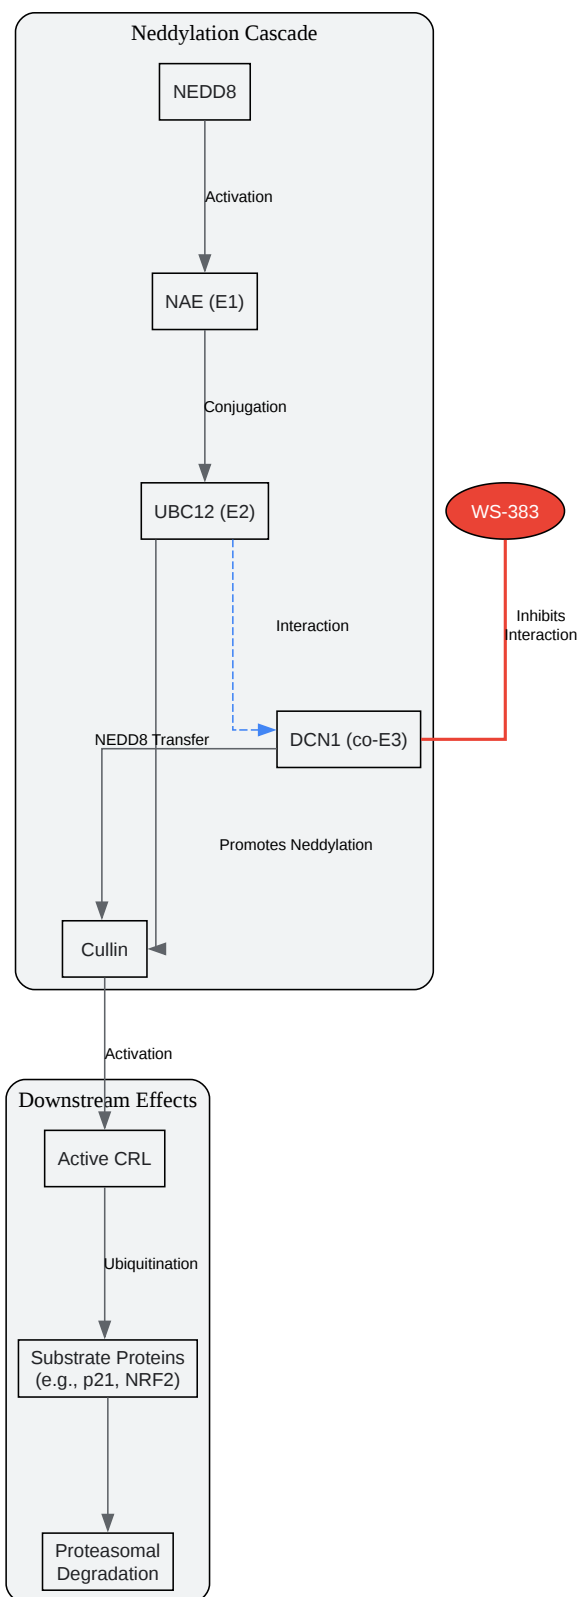 Neddylation Cascade
NEDD8
Activation
NAE (E1)
Conjugation
UBC12 (E2)
WS-383
Inhibits
Interaction
Interaction
DCN1 (co-E3)
NEDD8 Transfer
Promotes Neddylation
Cullin
Activation
Downstream Effects
Active CRL
Ubiquitination
Substrate Proteins
(e.g., p21, NRF2)
Proteasomal
Degradation